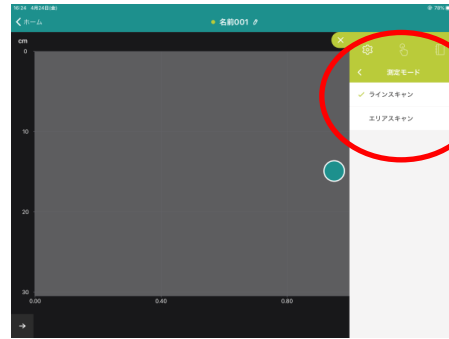 16:24 4月24日(金)
79%
ホーム
名前001
cm
0
測定モード
ラインスキャン
エリアスキャン
10
20
30
0.00
0.40
0.80